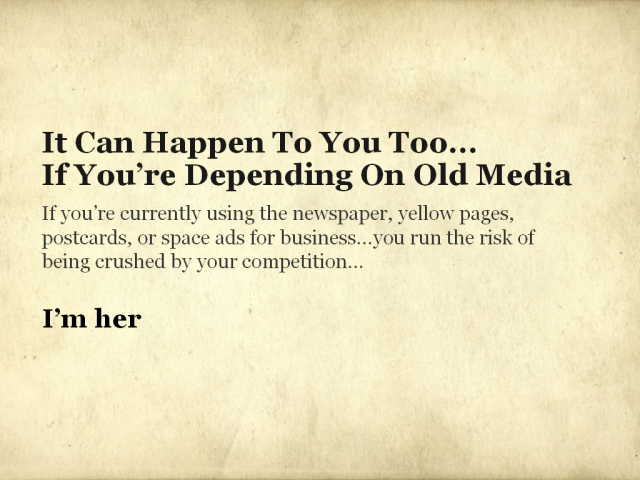 It Can Happen To You Too...
If You’re Depending On Old Media
If you’re currently using the newspaper, yellow pages,
postcards, or space ads for business...you run the risk of
being crushed by your competition...
I’m her